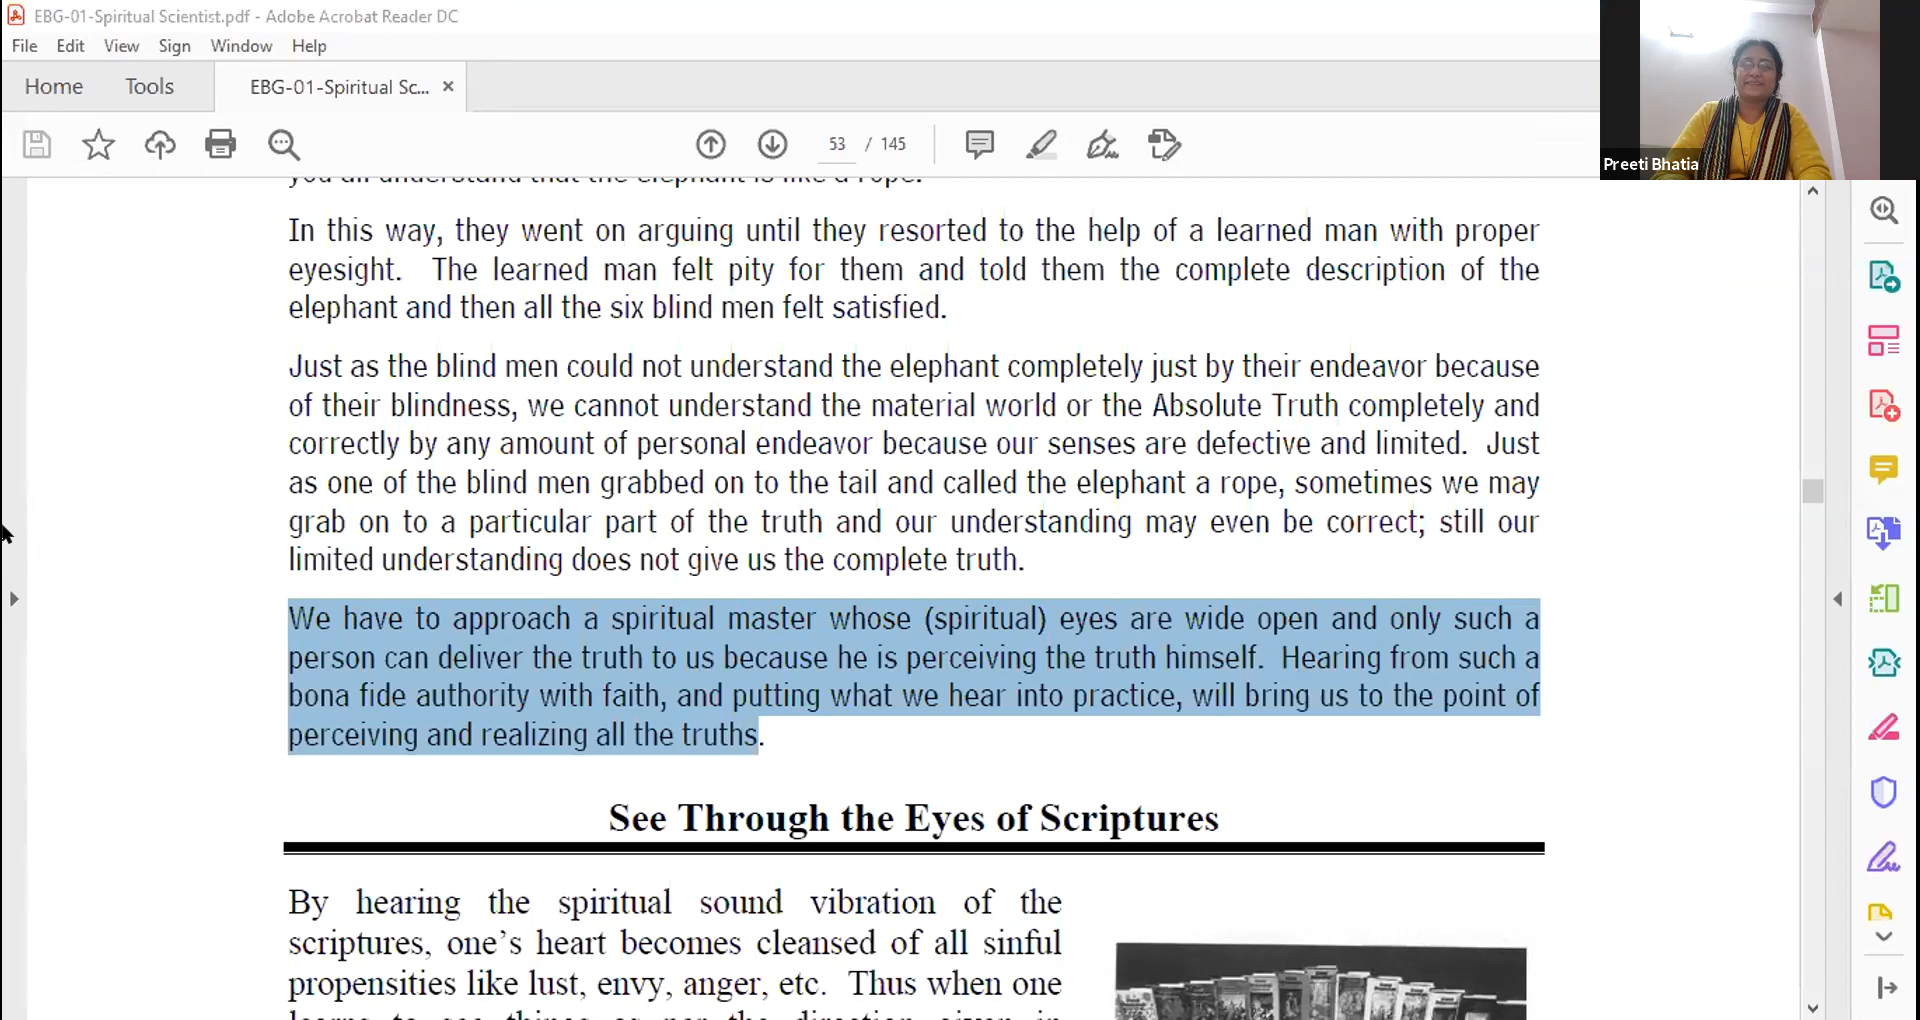 EBG-01-Spiritual Scientist.pdf - Adobe Acrobat Reader DC
File Edit View Sign Window Help
Home Tools EBG-01-Spiritual Sc... ×
53 / 145
Preeti Bhatia
you all understand that the elephant is like a rope.
In this way, they went on arguing until they resorted to the help of a learned man with proper
eyesight. The learned man felt pity for them and told them the complete description of the
elephant and then all the six blind men felt satisfied.
Just as the blind men could not understand the elephant completely just by their endeavor because
of their blindness, we cannot understand the material world or the Absolute Truth completely and
correctly by any amount of personal endeavor because our senses are defective and limited. Just
as one of the blind men grabbed on to the tail and called the elephant a rope, sometimes we may
grab on to a particular part of the truth and our understanding may even be correct; still our
limited understanding does not give us the complete truth.
We have to approach a spiritual master whose (spiritual) eyes are wide open and only such a
person can deliver the truth to us because he is perceiving the truth himself. Hearing from such a
bona fide authority with faith, and putting what we hear into practice, will bring us to the point of
perceiving and realizing all the truths.
See Through the Eyes of Scriptures
By hearing the spiritual sound vibration of the
scriptures, one's heart becomes cleansed of all sinful
propensities like lust, envy, anger, etc. Thus when one